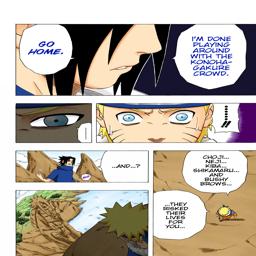 I'M DONE
PLAYING
AROUND
WITH THE
KONOHA-
GAKURE
CROWD.
GO
HOME.
!!
...AND...?
CHOJI...
NEJI...
KIBA...
SHIKAMARU...
AND
BUSHY
BROWS...
...THEY
RISKED
THEIR
LIVES
FOR
YOU...